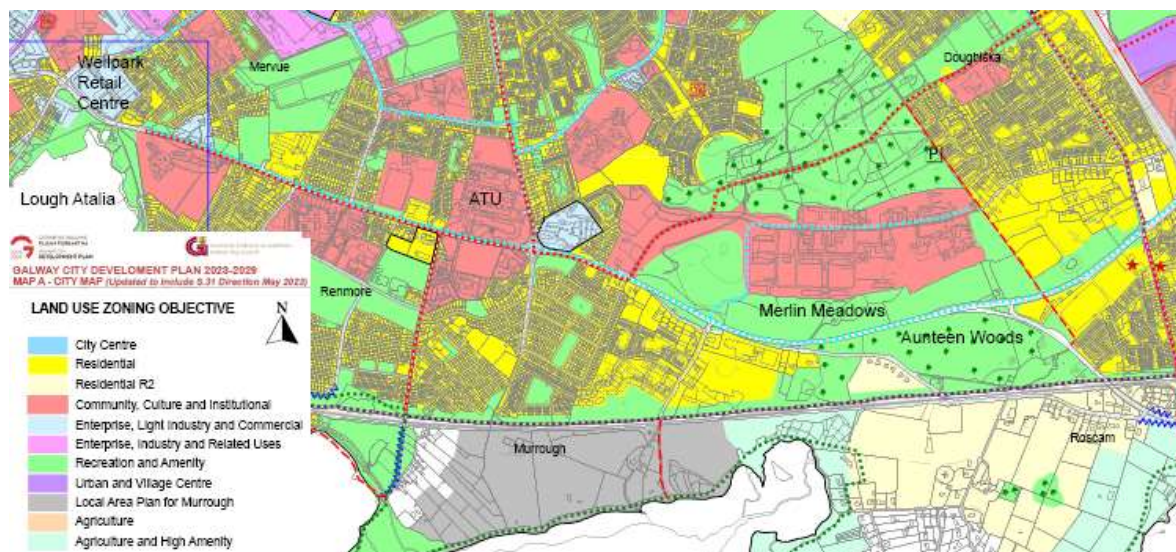 Wellpark
Retail
Centre
Mervue
Doughiska
PI
Lough Atalia
ATU
GALWAY CITY DEVELOMENT PLAN 2023-2029
MAP A - CITY MAP (Updated to Include S.31 Direction May 2023)
LAND USE ZONING OBJECTIVE
N
City Centre
Residential
Residential R2
Community, Culture and Institutional
Enterprise, Light Industry and Commercial
Enterprise, Industry and Related Uses
Recreation and Amenity
Urban and Village Centre
Local Area Plan for Murrough
Agriculture
Agriculture and High Amenity
Renmore
Merlin Meadows
Aunteen Woods
Murrough
Roscam